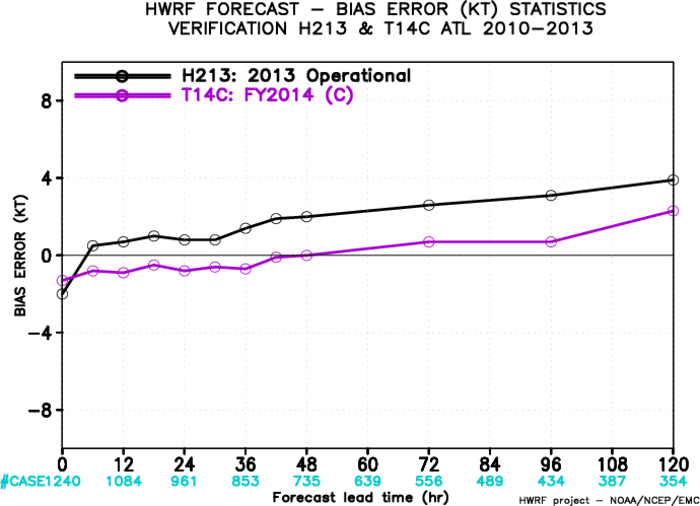 HWRF FORECAST – BIAS ERROR (KT) STATISTICS
VERIFICATION H213 & T14C ATL 2010–2013
H213: 2013 Operational
T14C: FY2014 (C)
BIAS ERROR (KT)
8
4
0
−4
−8
0 12 24 36 48 60 72 84 96 108 120
#CASE1240 1084 961 853 735 639 556 489 434 387 354
Forecast lead time (hr)
HWRF project – NOAA/NCEP/EMC